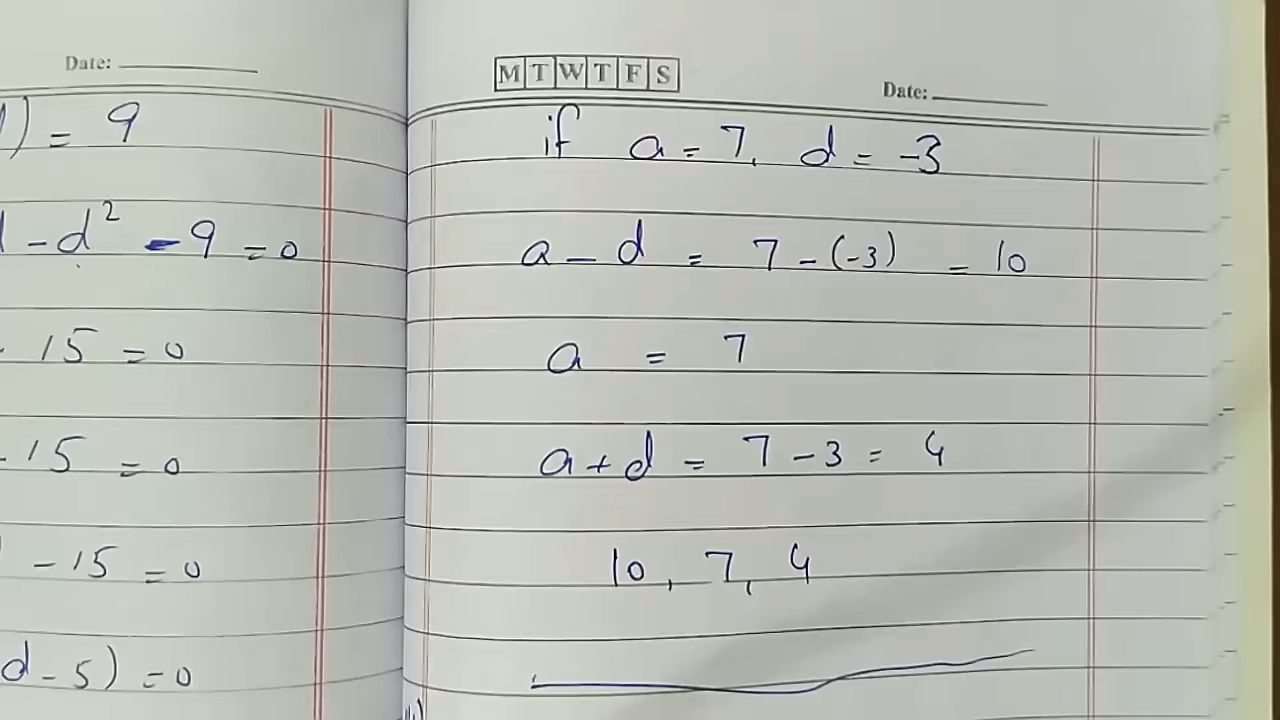 Date:
) = 9
- d² - 9 = 0
- 15 = 0
- 15 = 0
- 15 = 0
d - 5) = 0
M T W T F S
Date:
if a = 7, d = -3
a - d = 7 - (-3) = 10
a = 7
a + d = 7 - 3 = 4
10, 7, 4